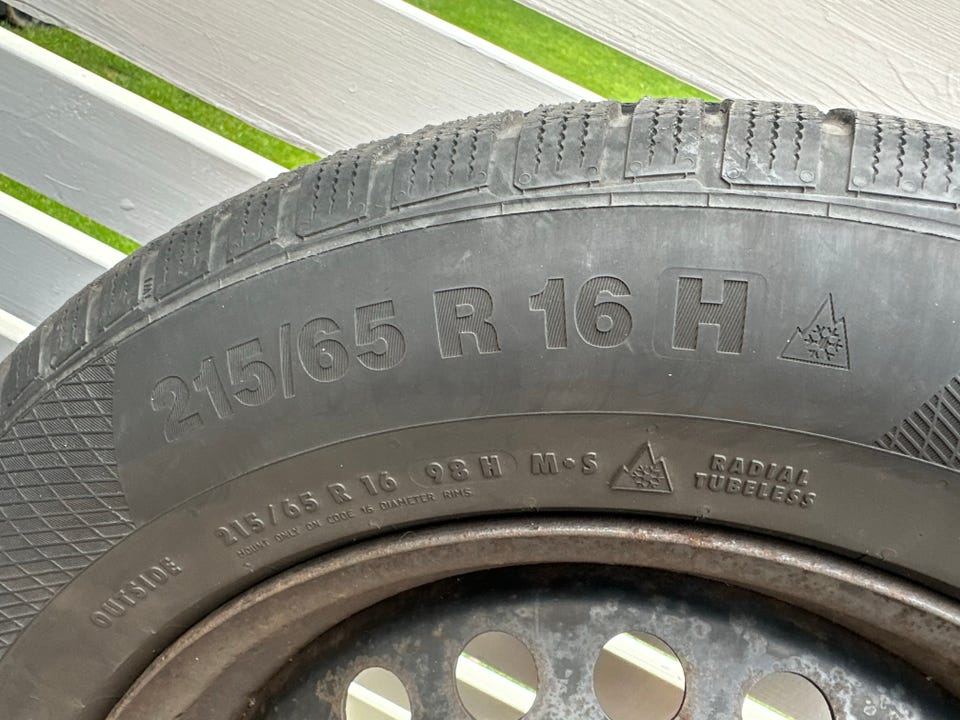 215/65 R 16 H
215/65 R 16 98 H M•S
MOUNT ONLY ON CODE 16 DIAMETER RIMS
RADIAL
TUBELESS
OUTSIDE